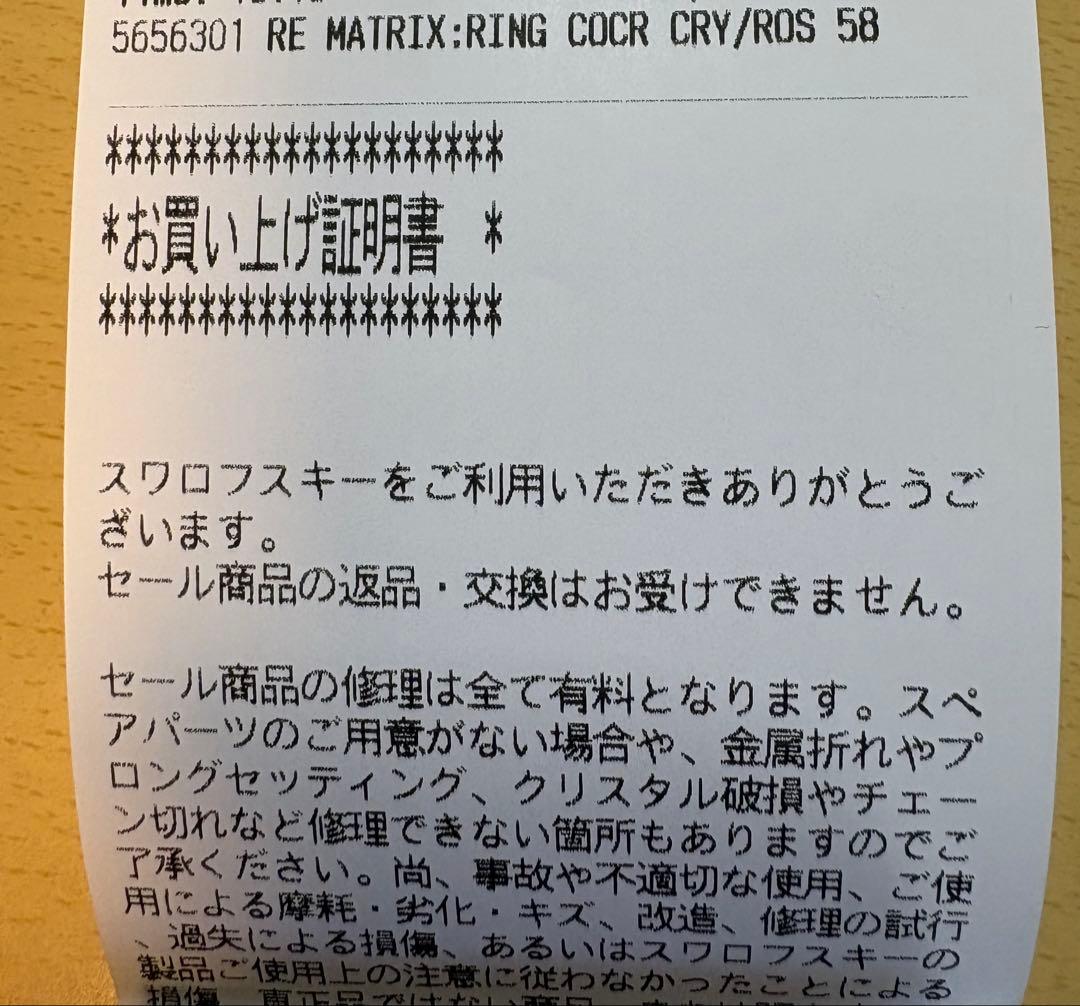 5656301 RE MATRIX:RING COCR CRY/ROS 58
********************
*お買い上げ証明書 *
********************
スワロフスキーをご利用いただきありがとうご
ざいます。
セール商品の返品・交換はお受けできません。
セール商品の修理は全て有料となります。スペ
アパーツのご用意がない場合や、金属折れやプ
ロングセッティング、クリスタル破損やチェー
ン切れなど修理できない箇所もありますのでご
了承ください。尚、事故や不適切な使用、ご使
用による摩耗・劣化・キズ、改造、修理の試行
、過失による損傷、あるいはスワロフスキーの
製品ご使用上の注意に従わなかったことによる
損傷、真正品ではない商品